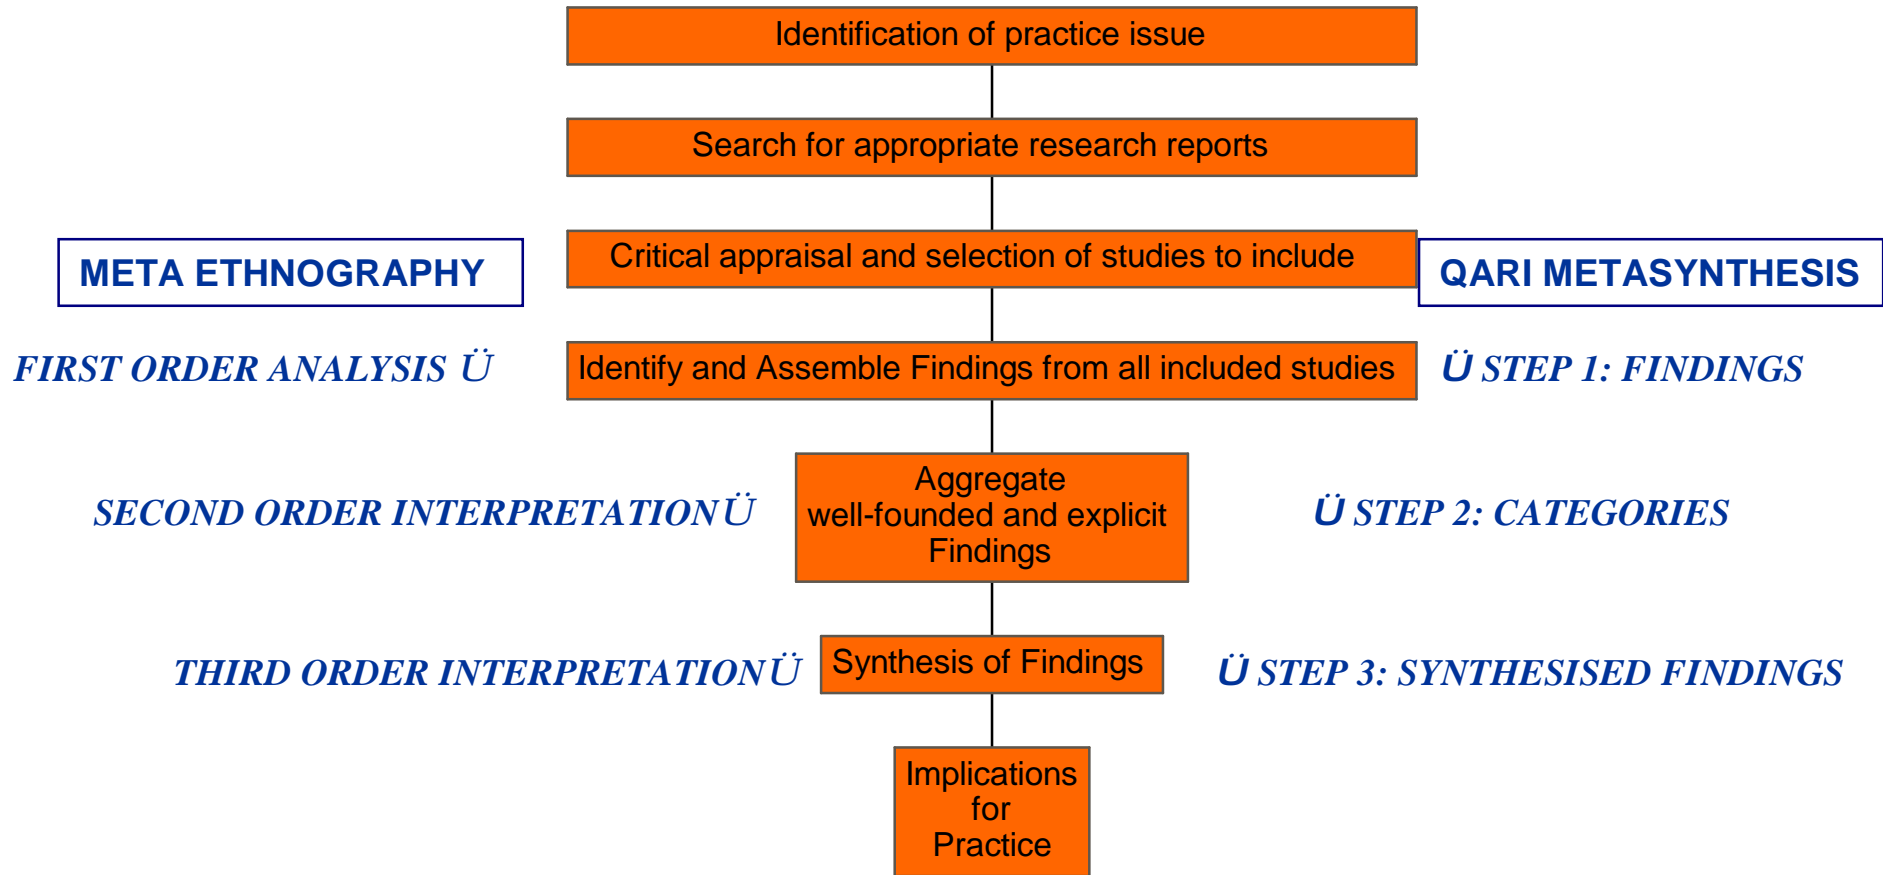 Identification of practice issue
Search for appropriate research reports
META ETHNOGRAPHY
Critical appraisal and selection of studies to include
QARI METASYNTHESIS
FIRST ORDER ANALYSIS Ü
Identify and Assemble Findings from all included studies
Ü STEP 1: FINDINGS
SECOND ORDER INTERPRETATION Ü
Aggregate
well-founded and explicit
Findings
Ü STEP 2: CATEGORIES
THIRD ORDER INTERPRETATION Ü
Synthesis of Findings
Ü STEP 3: SYNTHESISED FINDINGS
Implications
for
Practice